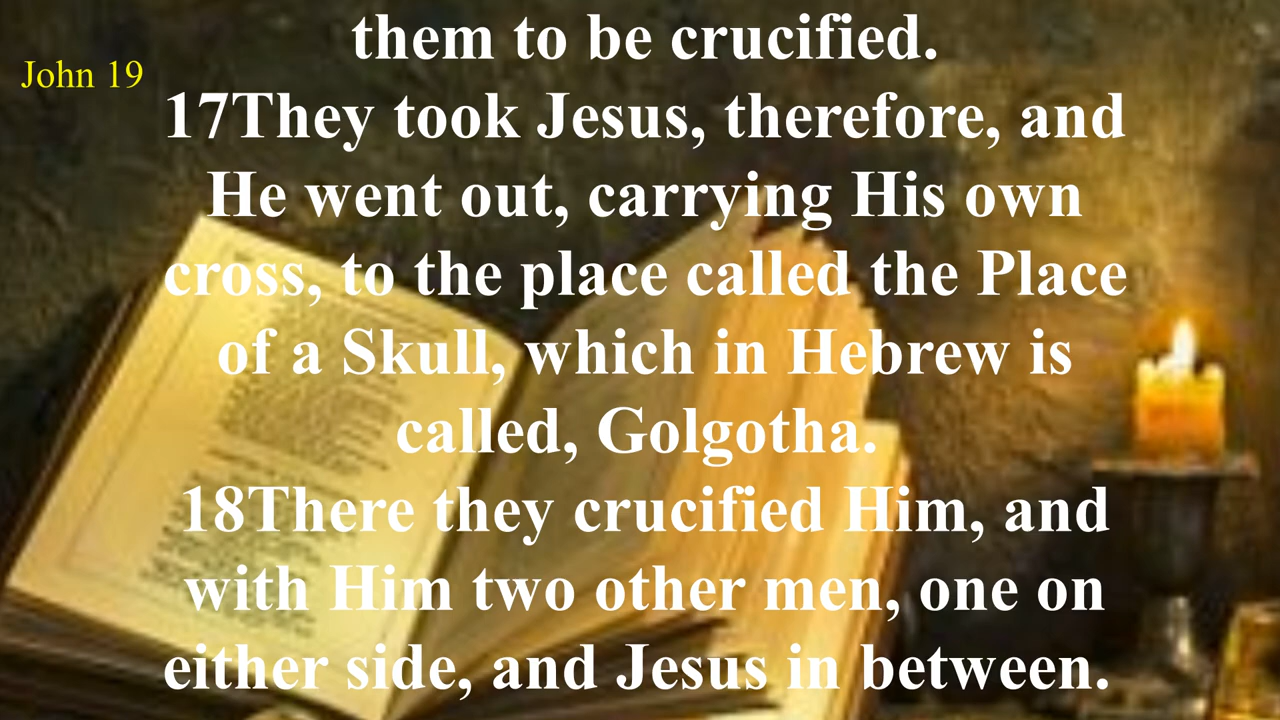 them to be crucified.
John 19
17They took Jesus, therefore, and
He went out, carrying His own
cross, to the place called the Place
of a Skull, which in Hebrew is
called, Golgotha.
18There they crucified Him, and
with Him two other men, one on
either side, and Jesus in between.